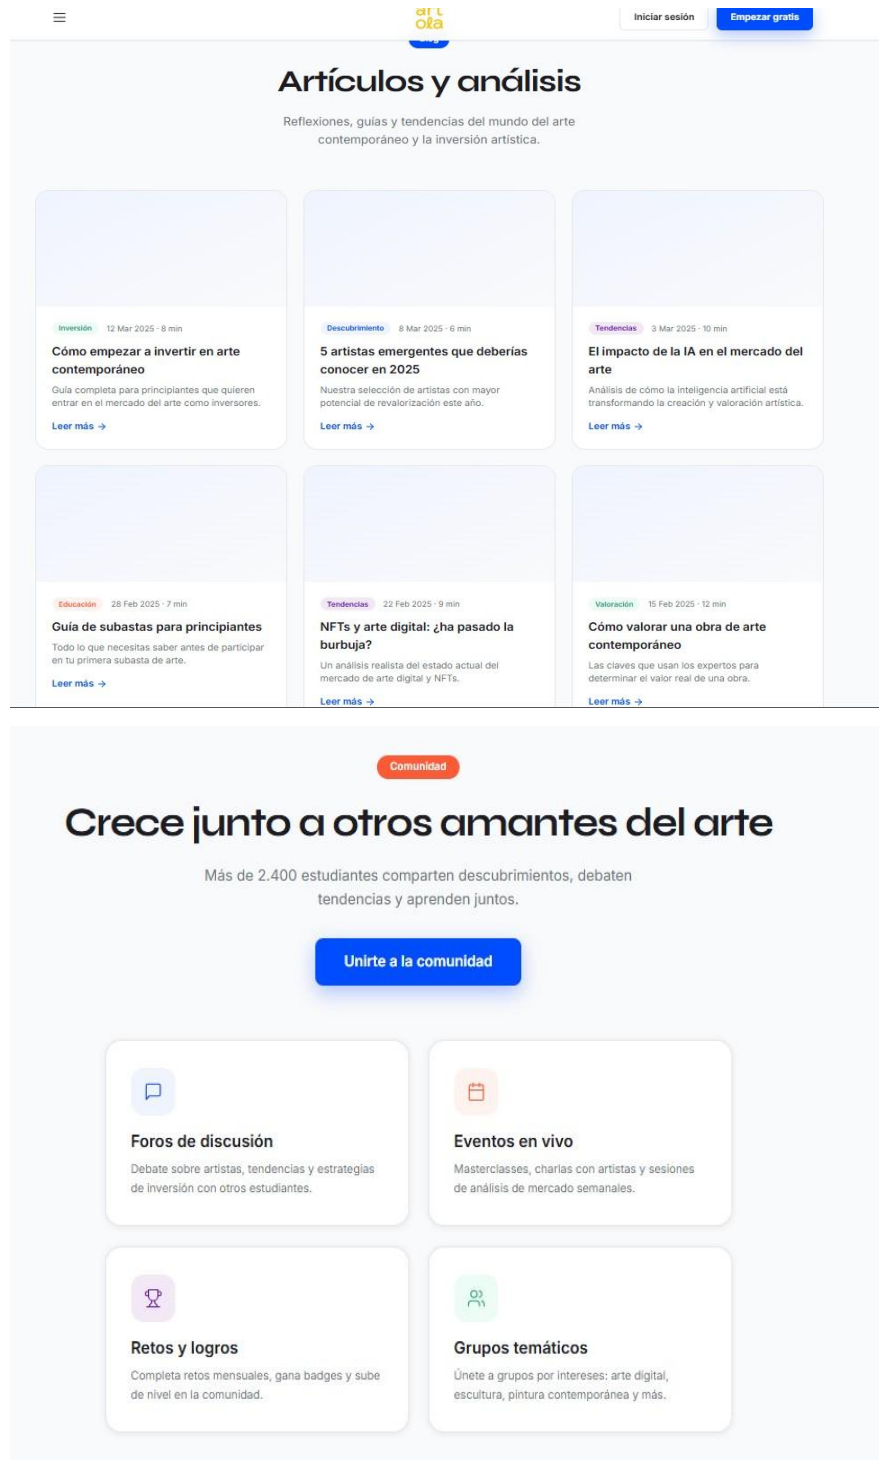 art
ola
Iniciar sesión
Empezar gratis
Blog
Artículos y análisis
Reflexiones, guías y tendencias del mundo del arte
contemporáneo y la inversión artística.
Inversión 12 Mar 2025 · 8 min
Cómo empezar a invertir en arte
contemporáneo
Guía completa para principiantes que quieren
entrar en el mercado del arte como inversores.
Leer más →
Descubrimiento 8 Mar 2025 · 6 min
5 artistas emergentes que deberías
conocer en 2025
Nuestra selección de artistas con mayor
potencial de revalorización este año.
Leer más →
Tendencias 3 Mar 2025 · 10 min
El impacto de la IA en el mercado del
arte
Análisis de cómo la inteligencia artificial está
transformando la creación y valoración artística.
Leer más →
Educación 28 Feb 2025 · 7 min
Guía de subastas para principiantes
Todo lo que necesitas saber antes de participar
en tu primera subasta de arte.
Leer más →
Tendencias 22 Feb 2025 · 9 min
NFTs y arte digital: ¿ha pasado la
burbuja?
Un análisis realista del estado actual del
mercado de arte digital y NFTs.
Leer más →
Valoración 15 Feb 2025 · 12 min
Cómo valorar una obra de arte
contemporáneo
Las claves que usan los expertos para
determinar el valor real de una obra.
Leer más →
Comunidad
Crece junto a otros amantes del arte
Más de 2.400 estudiantes comparten descubrimientos, debaten
tendencias y aprenden juntos.
Unirte a la comunidad
Foros de discusión
Debate sobre artistas, tendencias y estrategias
de inversión con otros estudiantes.
Eventos en vivo
Masterclasses, charlas con artistas y sesiones
de análisis de mercado semanales.
Retos y logros
Completa retos mensuales, gana badges y sube
de nivel en la comunidad.
Grupos temáticos
Únete a grupos por intereses: arte digital,
escultura, pintura contemporánea y más.